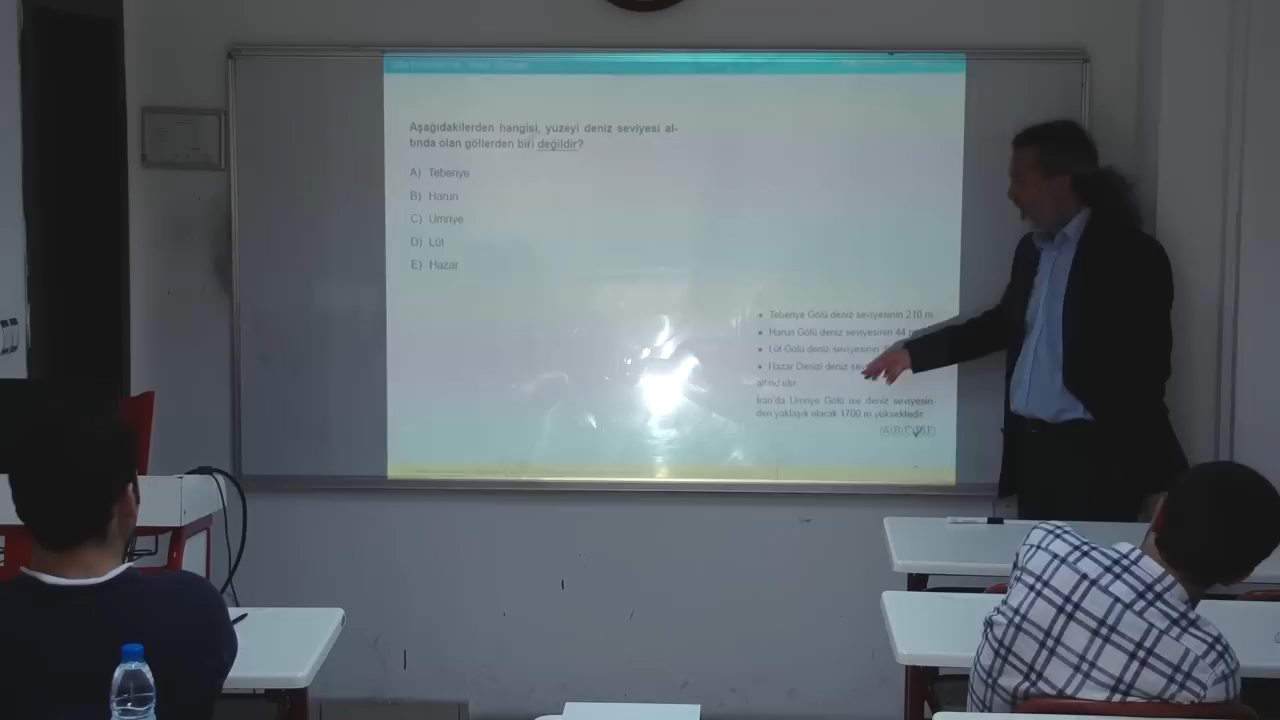 Aşağıdakilerden hangisi, yüzeyi deniz seviyesi al-
tında olan göllerden biri değildir?
A) Teberiye
B) Harun
C) Urmiye
D) Lût
E) Hazar
• Teberiye Gölü deniz seviyesinin 210 m
• Harun Gölü deniz seviyesinin 44 m
• Lût Gölü deniz seviyesinin
• Hazar Denizi deniz
altındadır.
İran'da Urmiye Gölü ise deniz seviyesin-
den yaklaşık olarak 1700 m yüksektedir.